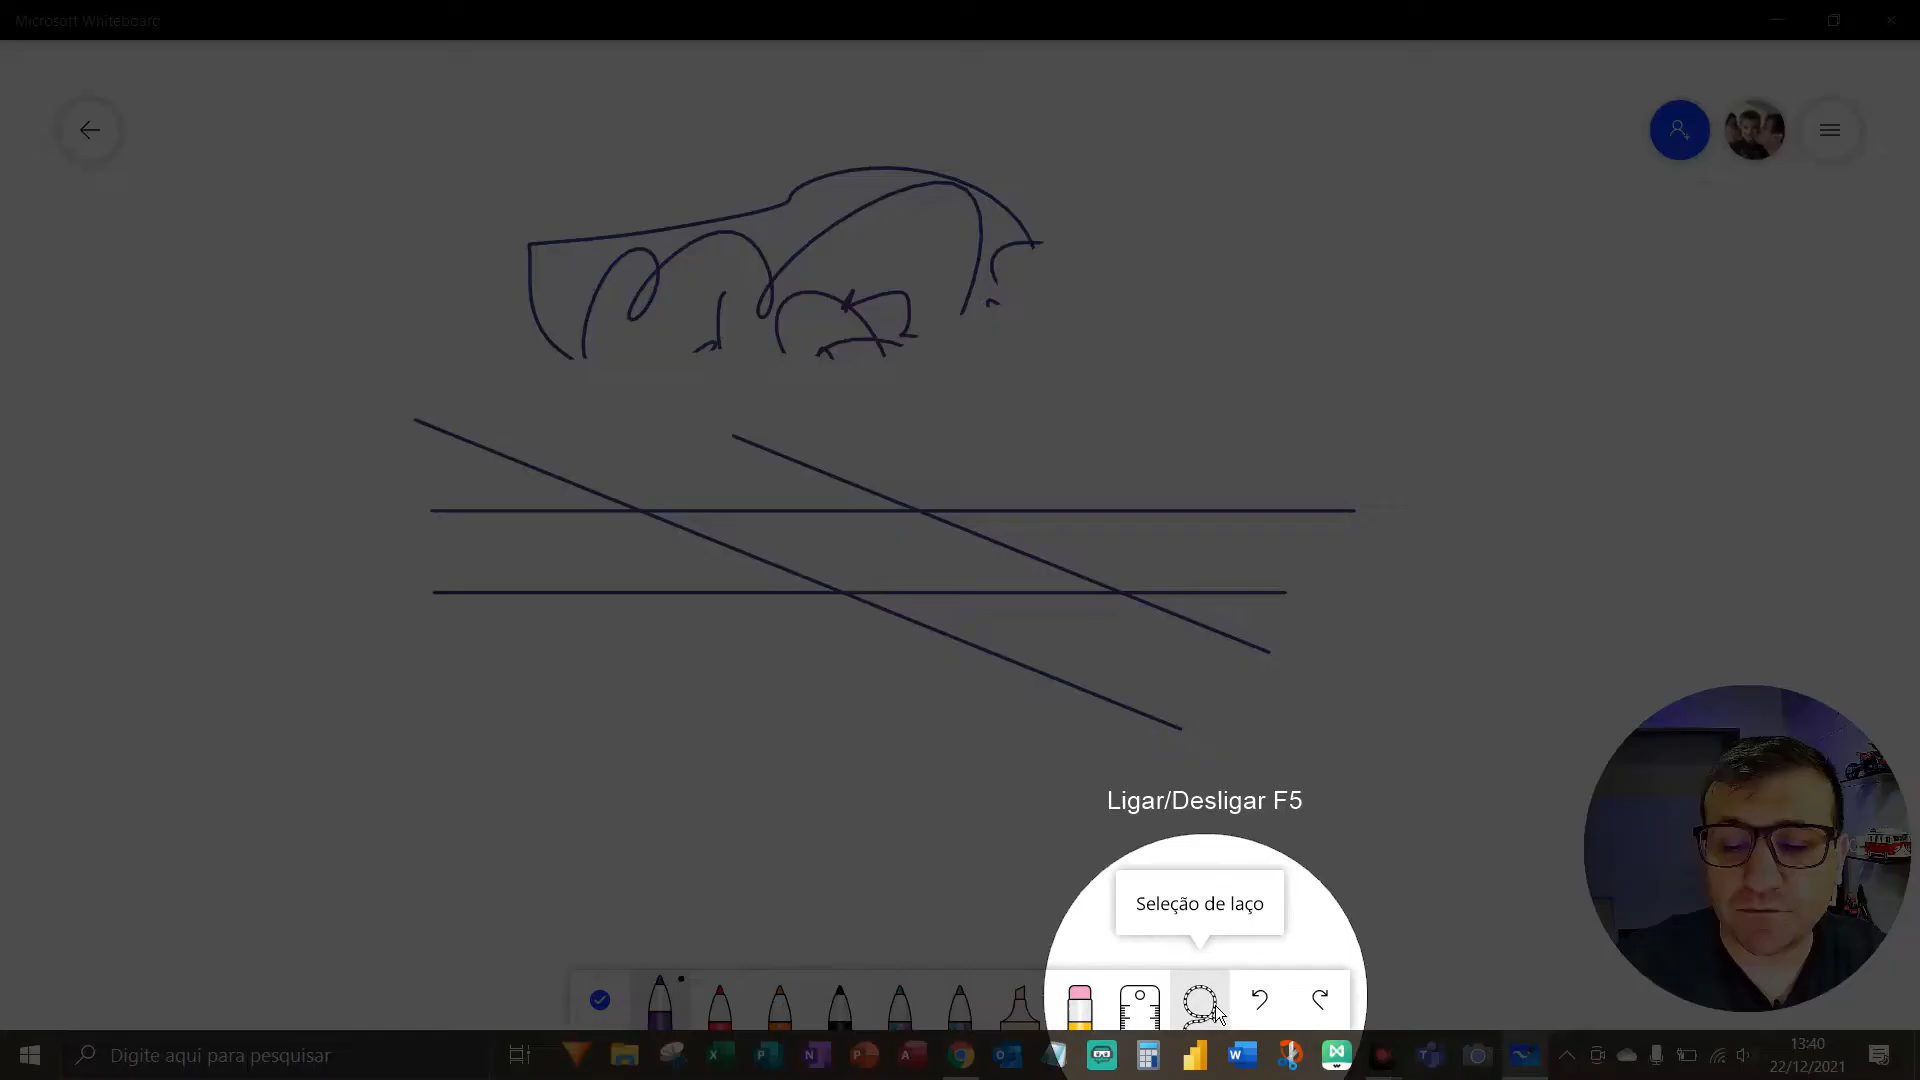 Microsoft Whiteboard
Ligar/Desligar F5
Seleção de laço
Digite aqui para pesquisar
13:40
22/12/2021